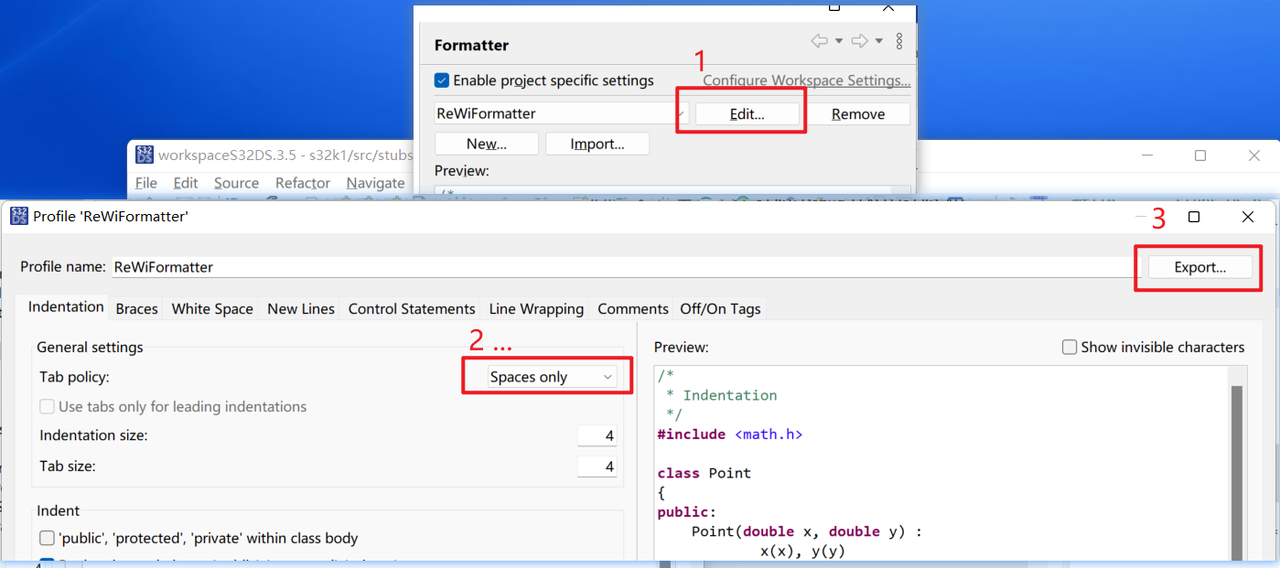 Formatter
1
Enable project specific settings
Configure Workspace Settings...
ReWiFormatter
Edit...
Remove
New...
Import...
Preview:
/*
S32DS
workspaceS32DS.3.5 - s32k1/src/stubs
File Edit Source Refactor Navigate
S32DS
Profile 'ReWiFormatter'
3
Profile name: ReWiFormatter
Export...
Indentation Braces White Space New Lines Control Statements Line Wrapping Comments Off/On Tags
2 ...
General settings
Tab policy: Spaces only
Use tabs only for leading indentations
Indentation size: 4
Tab size: 4
Indent
'public', 'protected', 'private' within class body
Preview:
Show invisible characters
/*
* Indentation
*/
#include <math.h>
class Point
{
public:
Point(double x, double y) :
x(x), y(y)